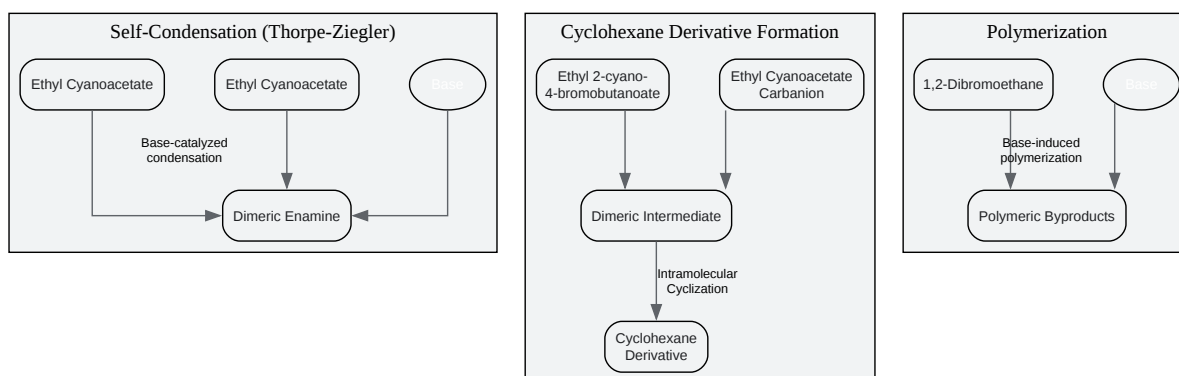 Self-Condensation (Thorpe-Ziegler)
Ethyl Cyanoacetate
Ethyl Cyanoacetate
Base
Base-catalyzed
condensation
Dimeric Enamine
Cyclohexane Derivative Formation
Ethyl 2-cyano-
4-bromobutanoate
Ethyl Cyanoacetate
Carbanion
Dimeric Intermediate
Intramolecular
Cyclization
Cyclohexane
Derivative
Polymerization
1,2-Dibromoethane
Base
Base-induced
polymerization
Polymeric Byproducts